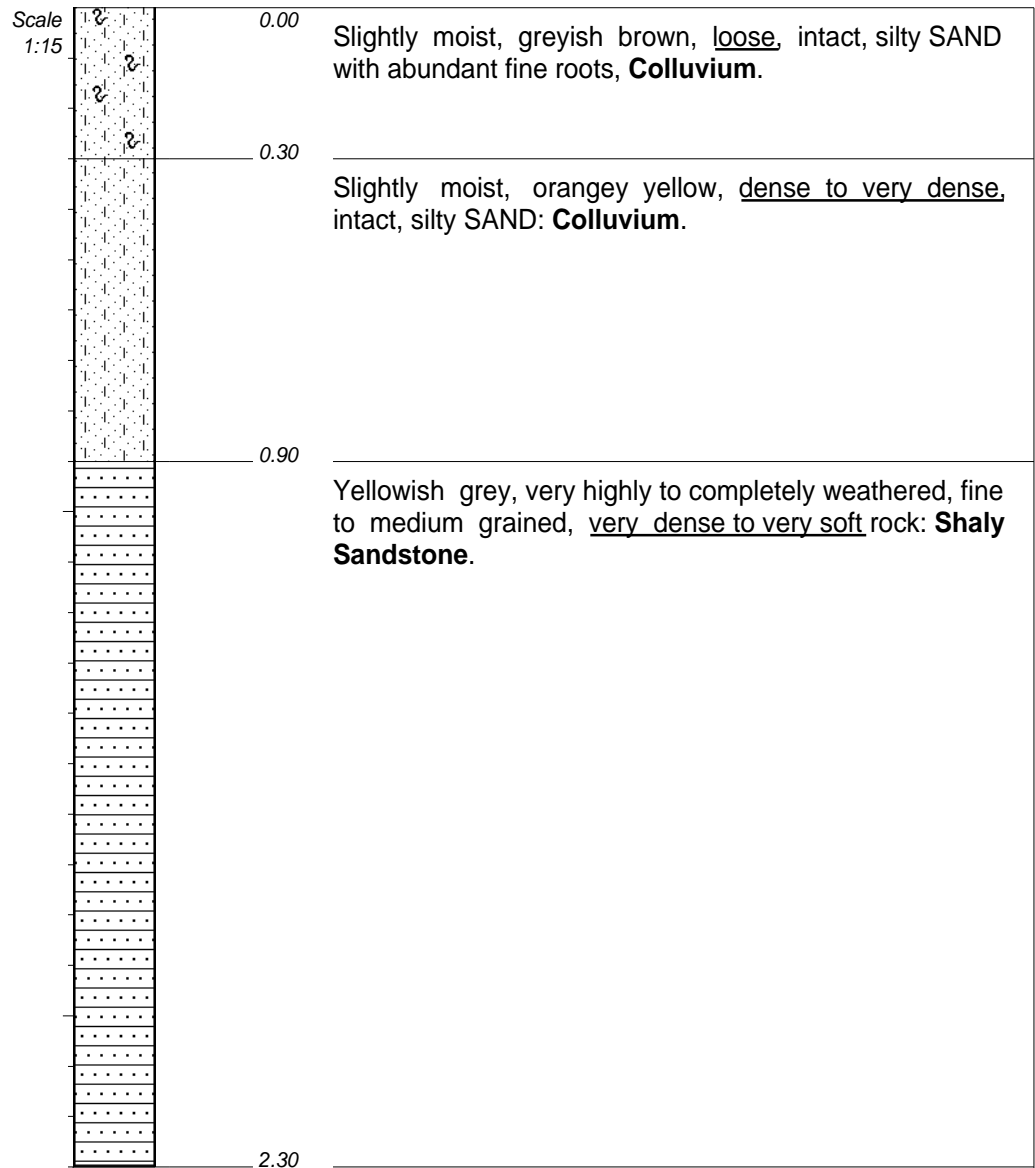 Scale
1:15
0.00
Slightly moist, greyish brown, loose, intact, silty SAND
with abundant fine roots, Colluvium.
0.30
Slightly moist, orangey yellow, dense to very dense,
intact, silty SAND: Colluvium.
0.90
Yellowish grey, very highly to completely weathered, fine
to medium grained, very dense to very soft rock: Shaly
Sandstone.
2.30